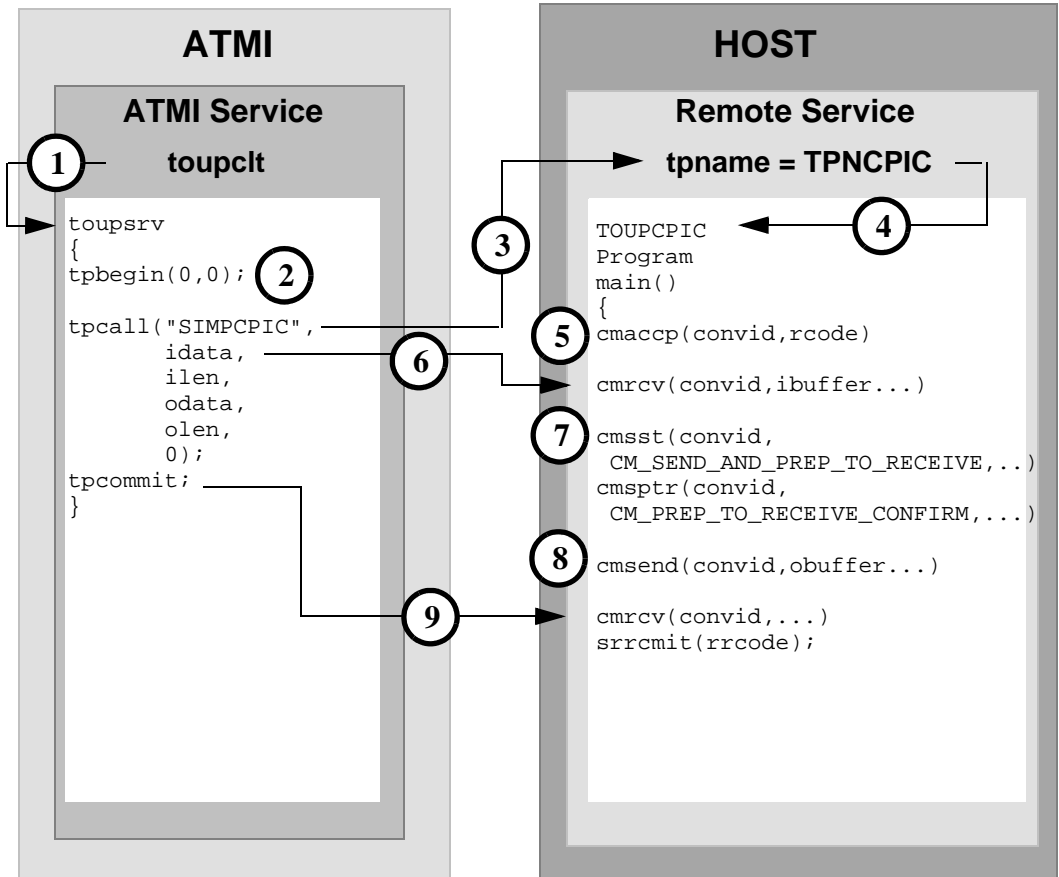 ATMI
ATMI Service
1
toupclt
toupsrv
{
tpbegin(0,0);
2
tpcall("SIMPCPIC",
idata,
6
ilen,
odata,
olen,
0);
tpcommit;
}
3
9
HOST
Remote Service
tpname = TPNCPIC
4
TOUPCPIC
Program
main()
{
5
cmaccp(convid,rcode)
cmrcv(convid,ibuffer...)
7
cmsst(convid,
CM_SEND_AND_PREP_TO_RECEIVE,..)
cmsptr(convid,
CM_PREP_TO_RECEIVE_CONFIRM,...)
8
cmsend(convid,obuffer...)
cmrcv(convid,...)
srrcmit(rrcode);